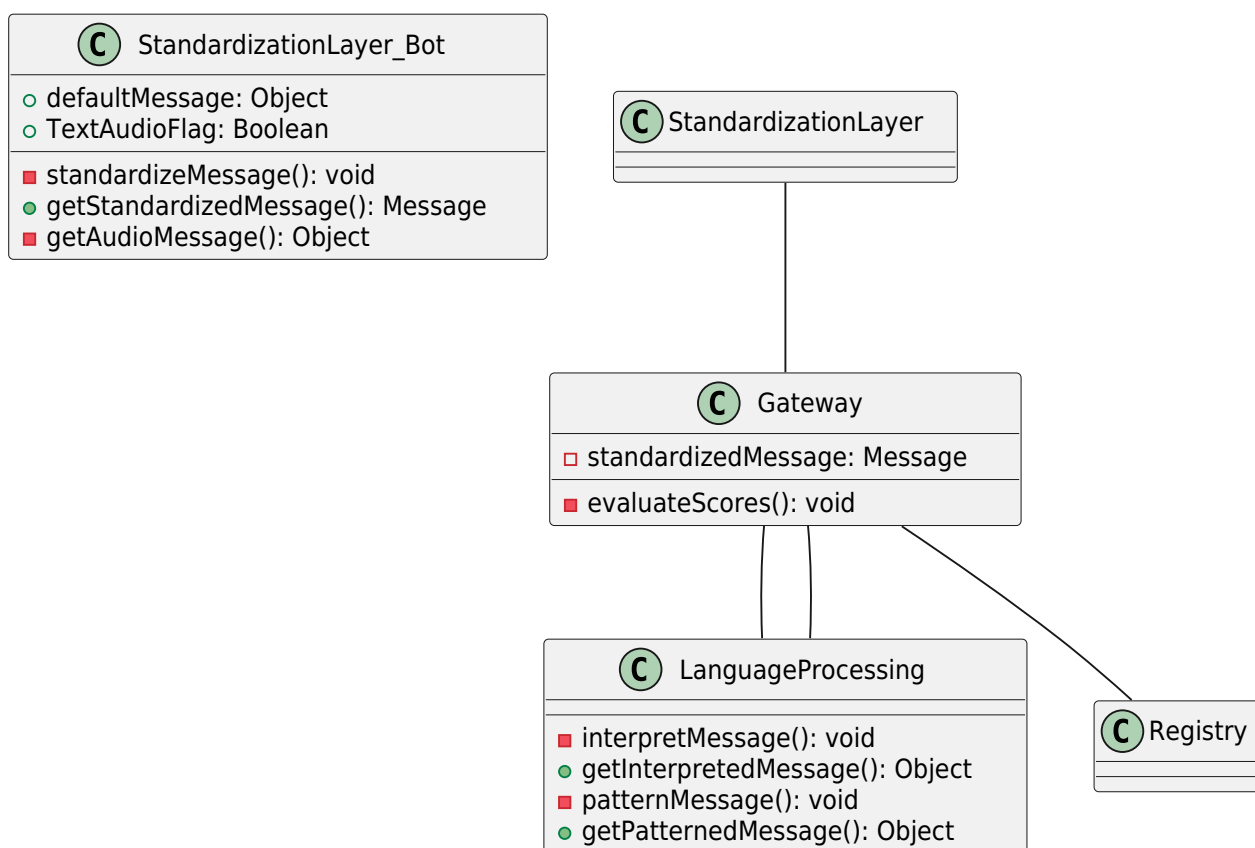 C StandardizationLayer_Bot
defaultMessage: Object
TextAudioFlag: Boolean
standardizeMessage(): void
getStandardizedMessage(): Message
getAudioMessage(): Object
C StandardizationLayer
C Gateway
standardizedMessage: Message
evaluateScores(): void
C LanguageProcessing
interpretMessage(): void
getInterpretedMessage(): Object
patternMessage(): void
getPatternedMessage(): Object
C Registry